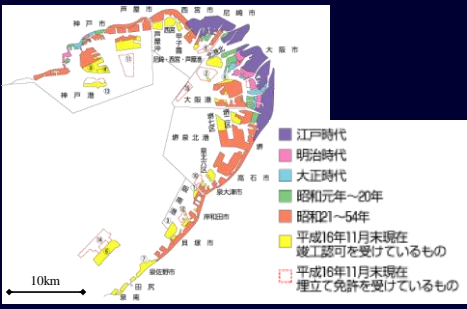 芦屋市
西宮市
尼崎市
神戸市
芦屋
西宮
甲子園
尼崎・西宮・芦屋港
大阪市
神戸港
大阪港
堺泉北港
堺
高石市
泉大津市
岸和田市
貝塚市
泉佐野市
田尻
泉南
10km
江戸時代
明治時代
大正時代
昭和元年~20年
昭和21~54年
平成16年11月末現在
竣工認可を受けているもの
平成16年11月末現在
埋立て免許を受けているもの